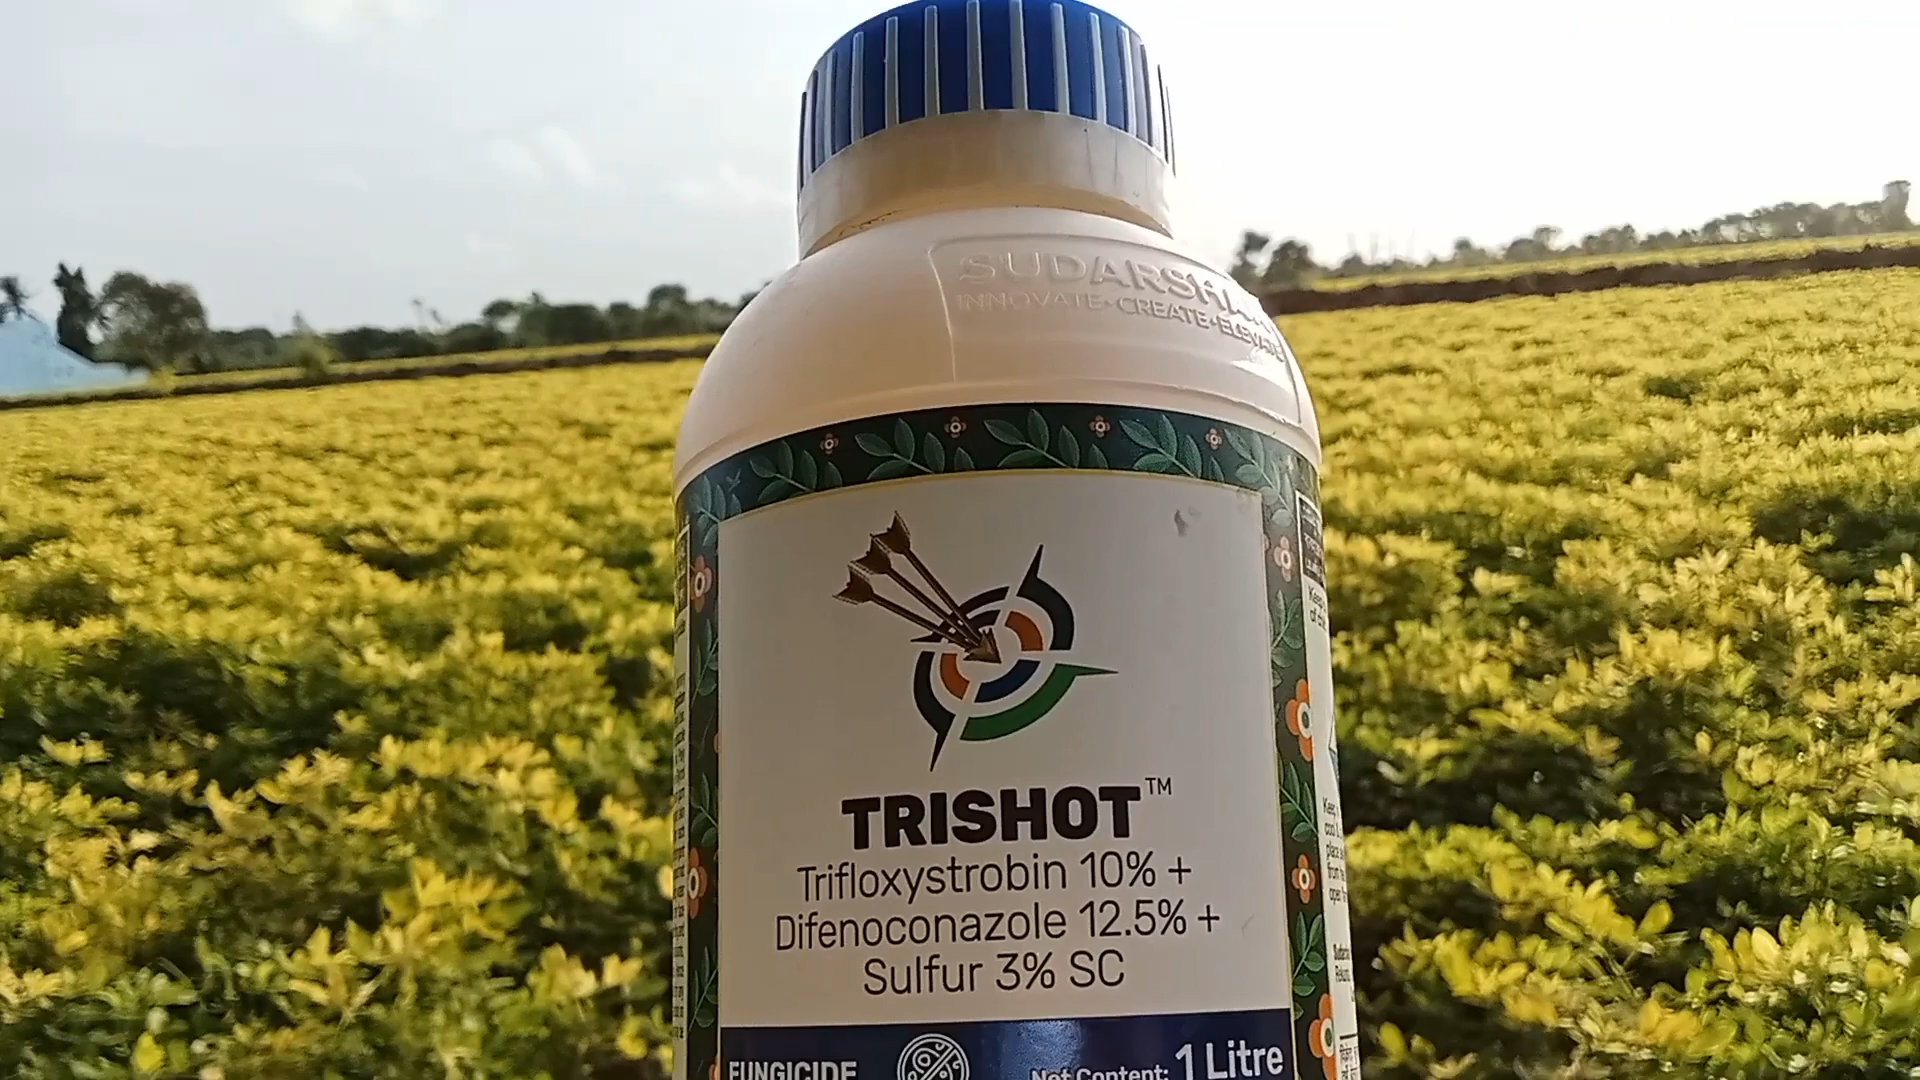 SUDARSHAN
INNOVATE•CREATE•ELEVATE
TRISHOT™
Trifloxystrobin 10% +
Difenoconazole 12.5% +
Sulfur 3% SC
FUNGICIDE
Net Content: 1 Litre